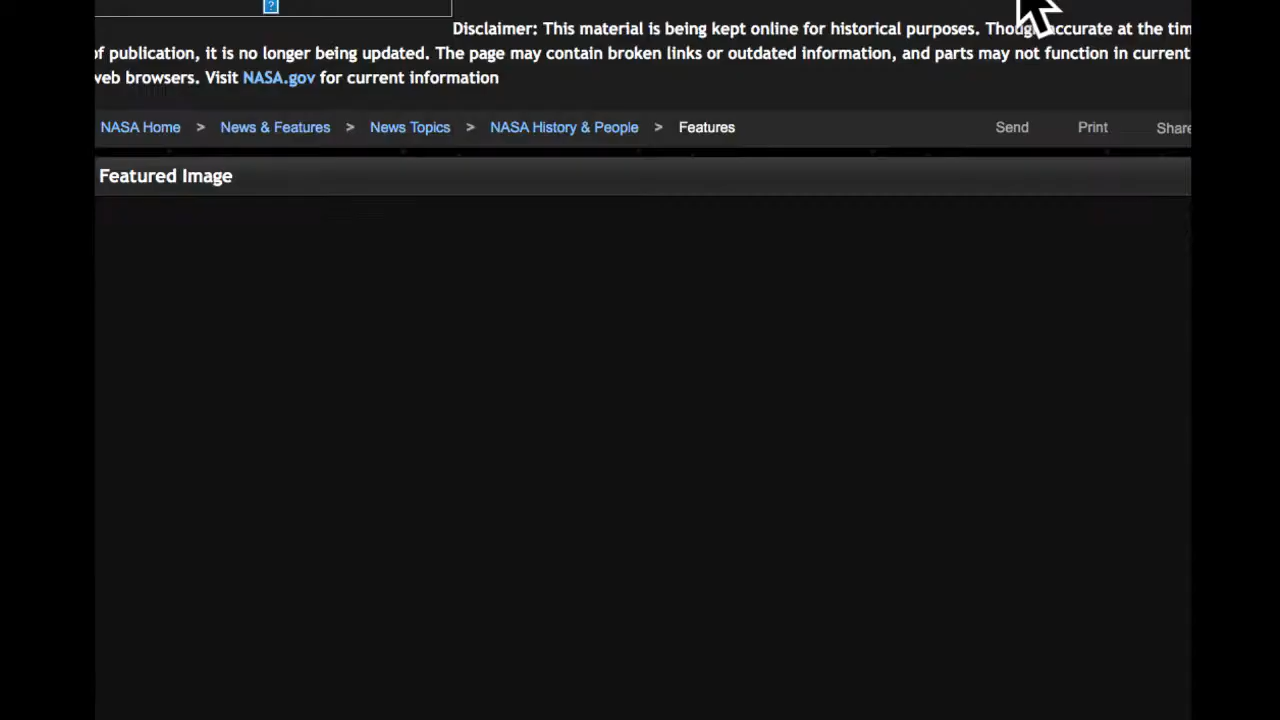 Disclaimer: This material is being kept online for historical purposes. Though accurate at the tim
of publication, it is no longer being updated. The page may contain broken links or outdated information, and parts may not function in current
web browsers. Visit NASA.gov for current information
NASA Home > News & Features > News Topics > NASA History & People > Features Send Print Share
Featured Image